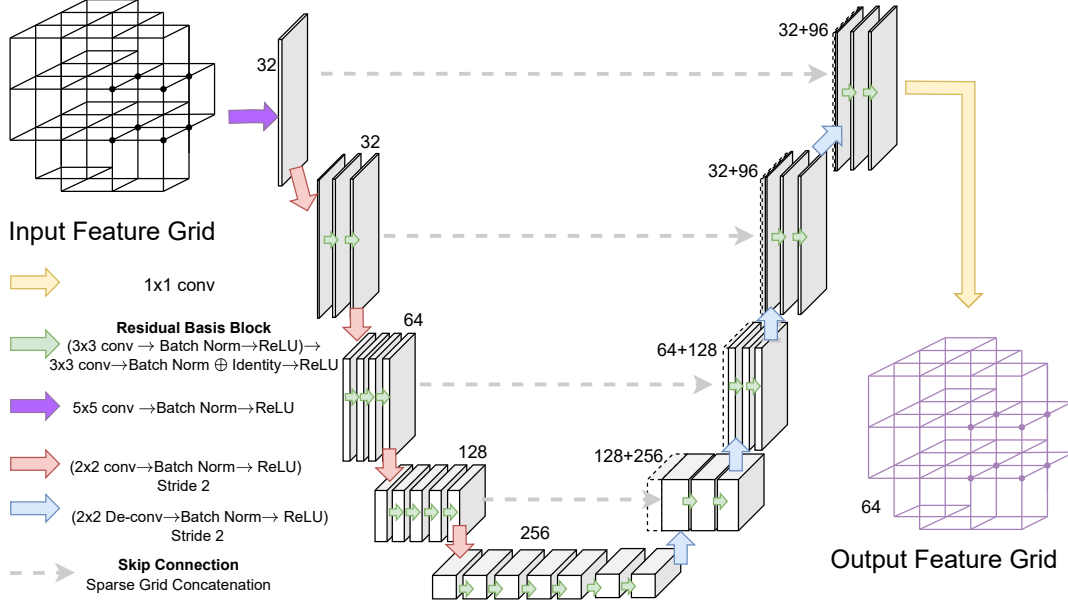 32
32+96
32
32+96
Input Feature Grid
1x1 conv
Residual Basis Block
(3x3 conv → Batch Norm→ReLU)→
3x3 conv→Batch Norm ⊕ Identity→ReLU
5x5 conv →Batch Norm→ReLU
(2x2 conv→Batch Norm→ ReLU)
Stride 2
(2x2 De-conv→Batch Norm→ ReLU)
Stride 2
Skip Connection
Sparse Grid Concatenation
64
64+128
128
128+256
256
64
Output Feature Grid